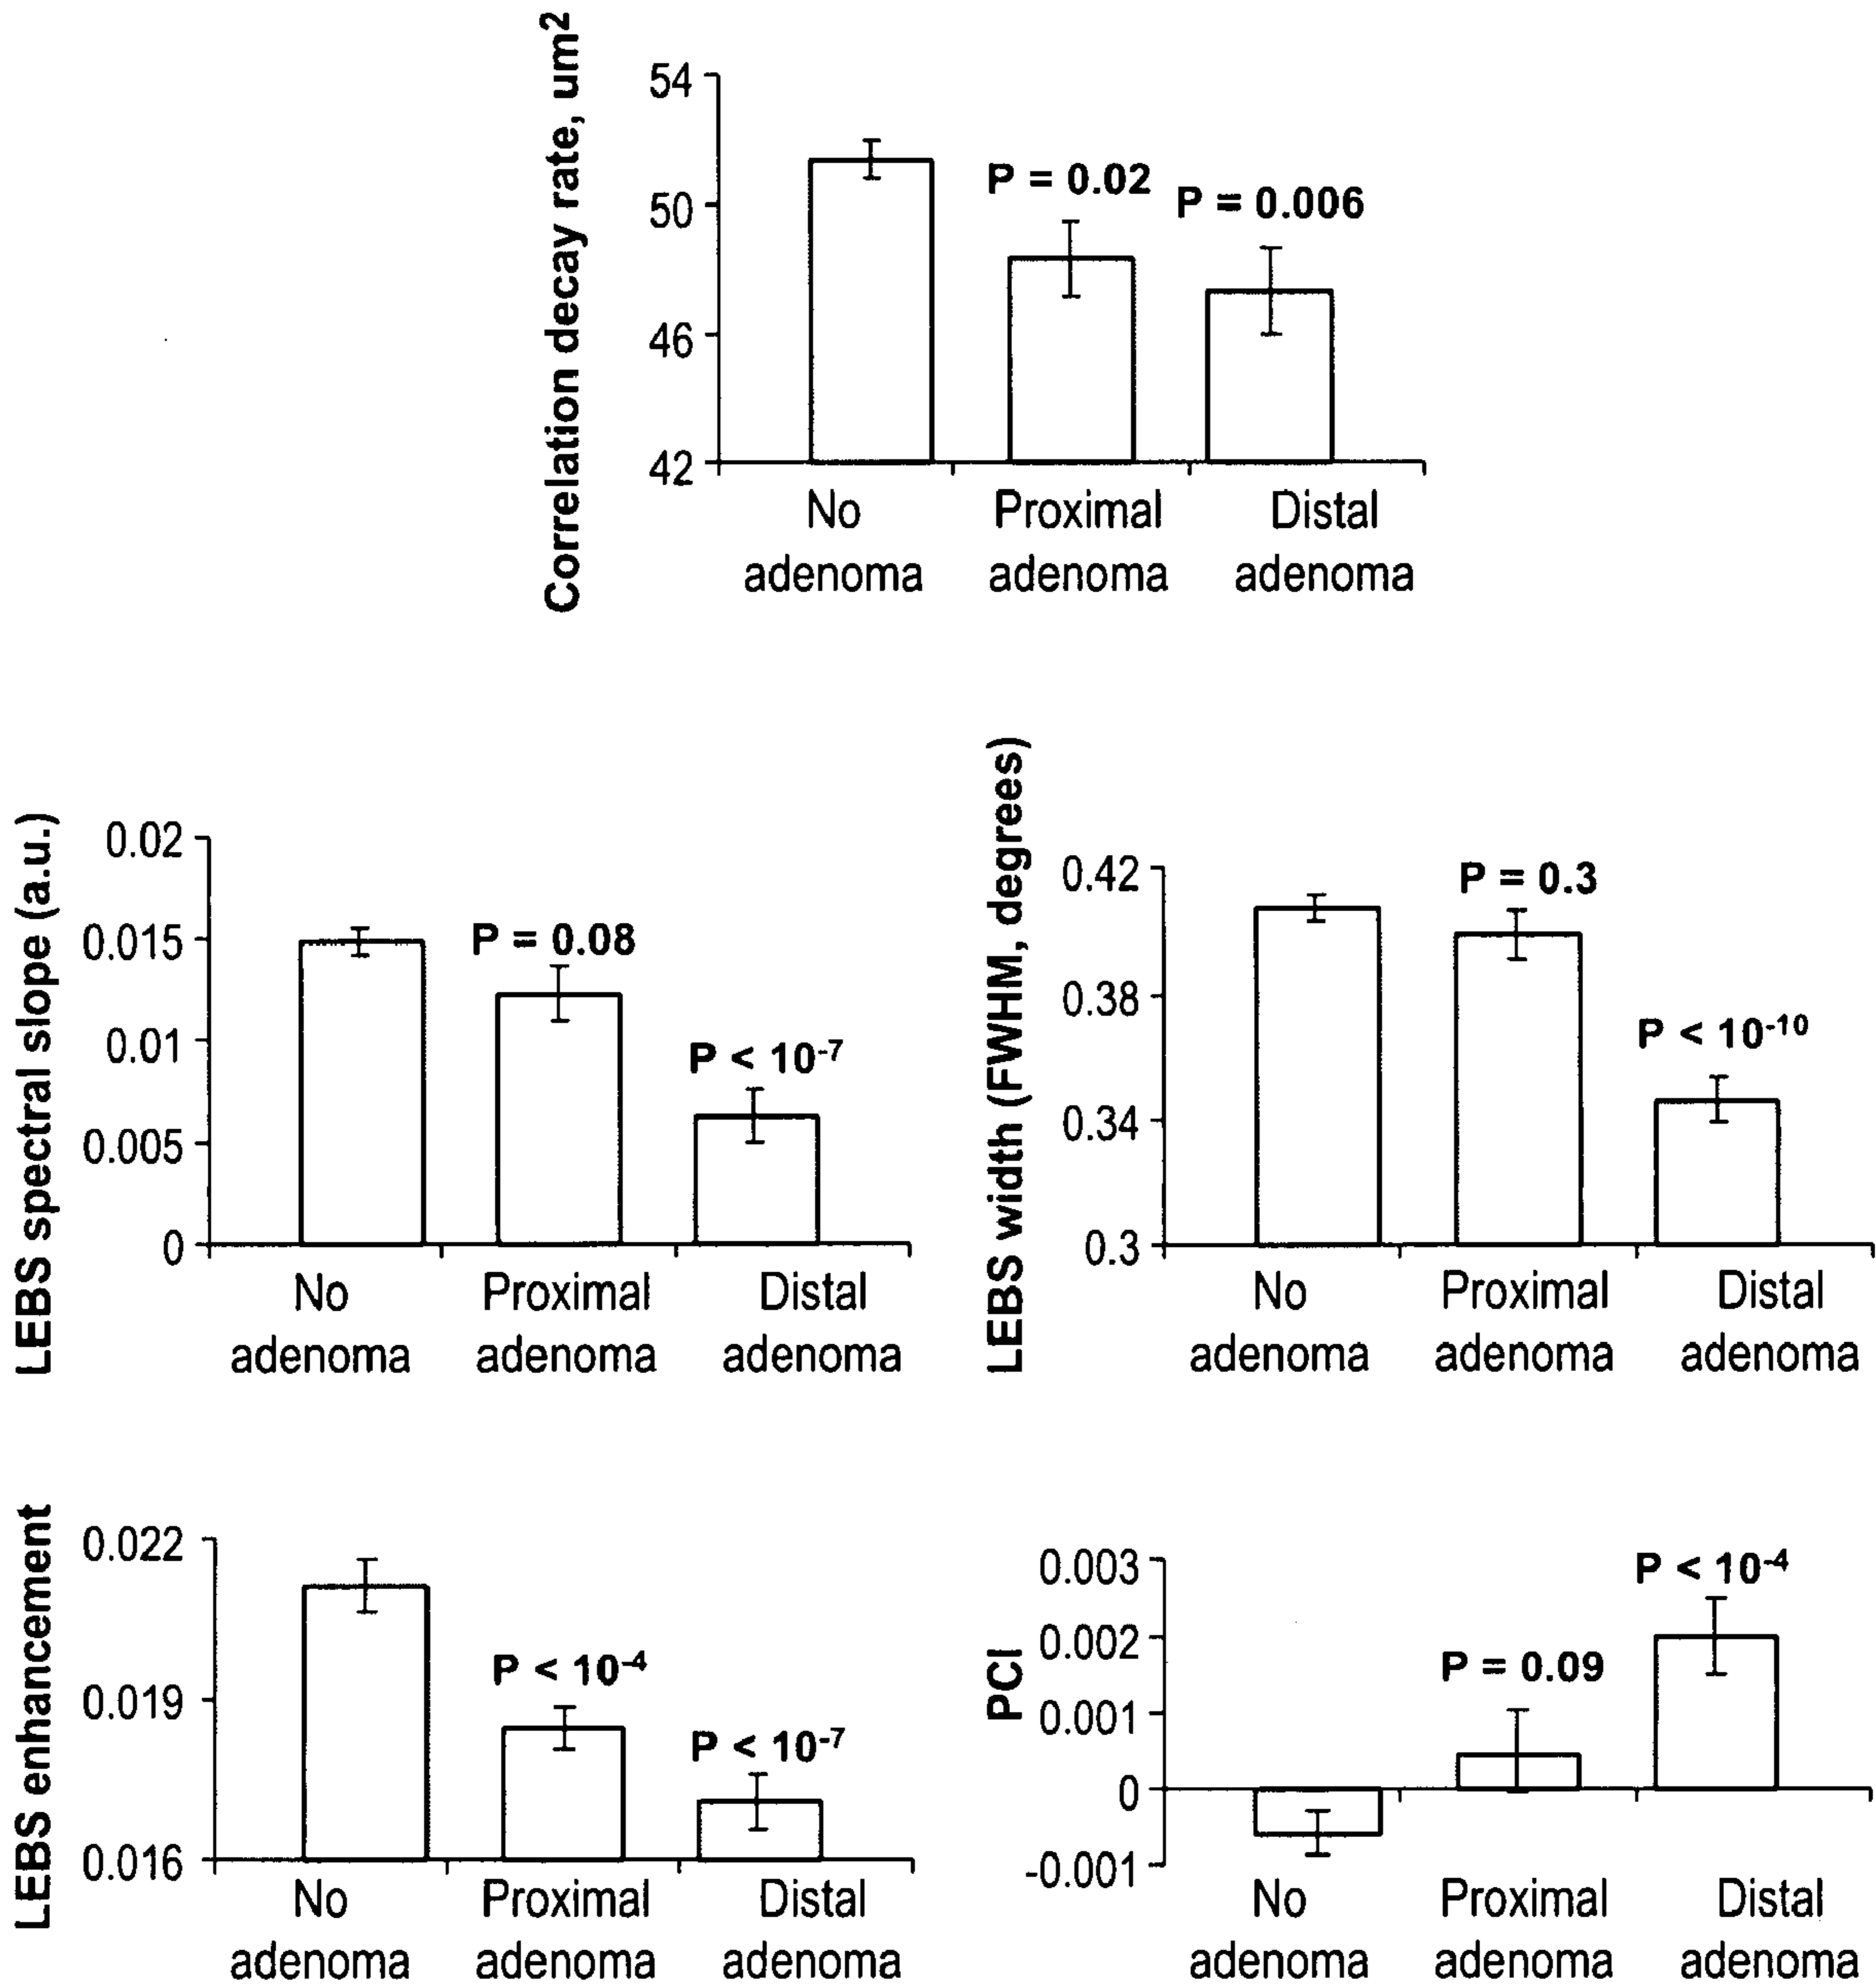 Correlation decay rate, um²
54
50
46
42
P = 0.02
P = 0.006
No adenoma
Proximal adenoma
Distal adenoma
LEBS spectral slope (a.u.)
0.02
0.015
0.01
0.005
0
P = 0.08
P < 10⁻⁷
No adenoma
Proximal adenoma
Distal adenoma
LEBS width (FWHM, degrees)
0.42
0.38
0.34
0.3
P = 0.3
P < 10⁻¹⁰
No adenoma
Proximal adenoma
Distal adenoma
LEBS enhancement
0.022
0.019
0.016
P < 10⁻⁴
P < 10⁻⁷
No adenoma
Proximal adenoma
Distal adenoma
PCI
0.003
0.002
0.001
0
-0.001
P = 0.09
P < 10⁻⁴
No adenoma
Proximal adenoma
Distal adenoma